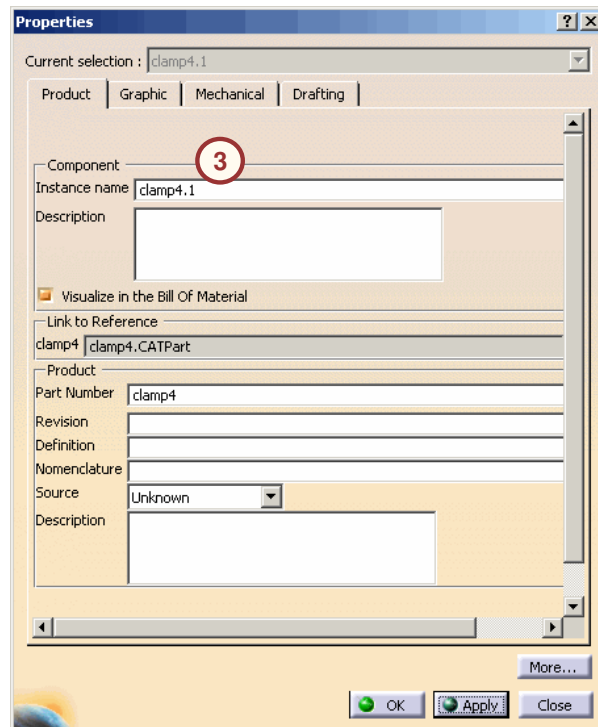 Properties
Current selection : clamp4.1
Product Graphic Mechanical Drafting
3
Component
Instance name clamp4.1
Description
Visualize in the Bill Of Material
Link to Reference
clamp4 clamp4.CATPart
Product
Part Number clamp4
Revision
Definition
Nomenclature
Source Unknown
Description
More...
OK Apply Close